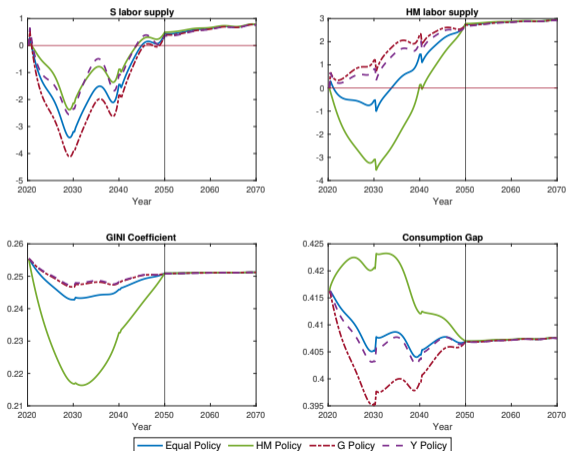 S labor supply
1
0
-1
-2
-3
-4
-5
2020 2030 2040 2050 2060 2070
Year
HM labor supply
3
2
1
0
-1
-2
-3
-4
2020 2030 2040 2050 2060 2070
Year
GINI Coefficient
0.26
0.25
0.24
0.23
0.22
0.21
2020 2030 2040 2050 2060 2070
Year
Consumption Gap
0.425
0.42
0.415
0.41
0.405
0.4
0.395
2020 2030 2040 2050 2060 2070
Year
Equal Policy HM Policy G Policy Y Policy